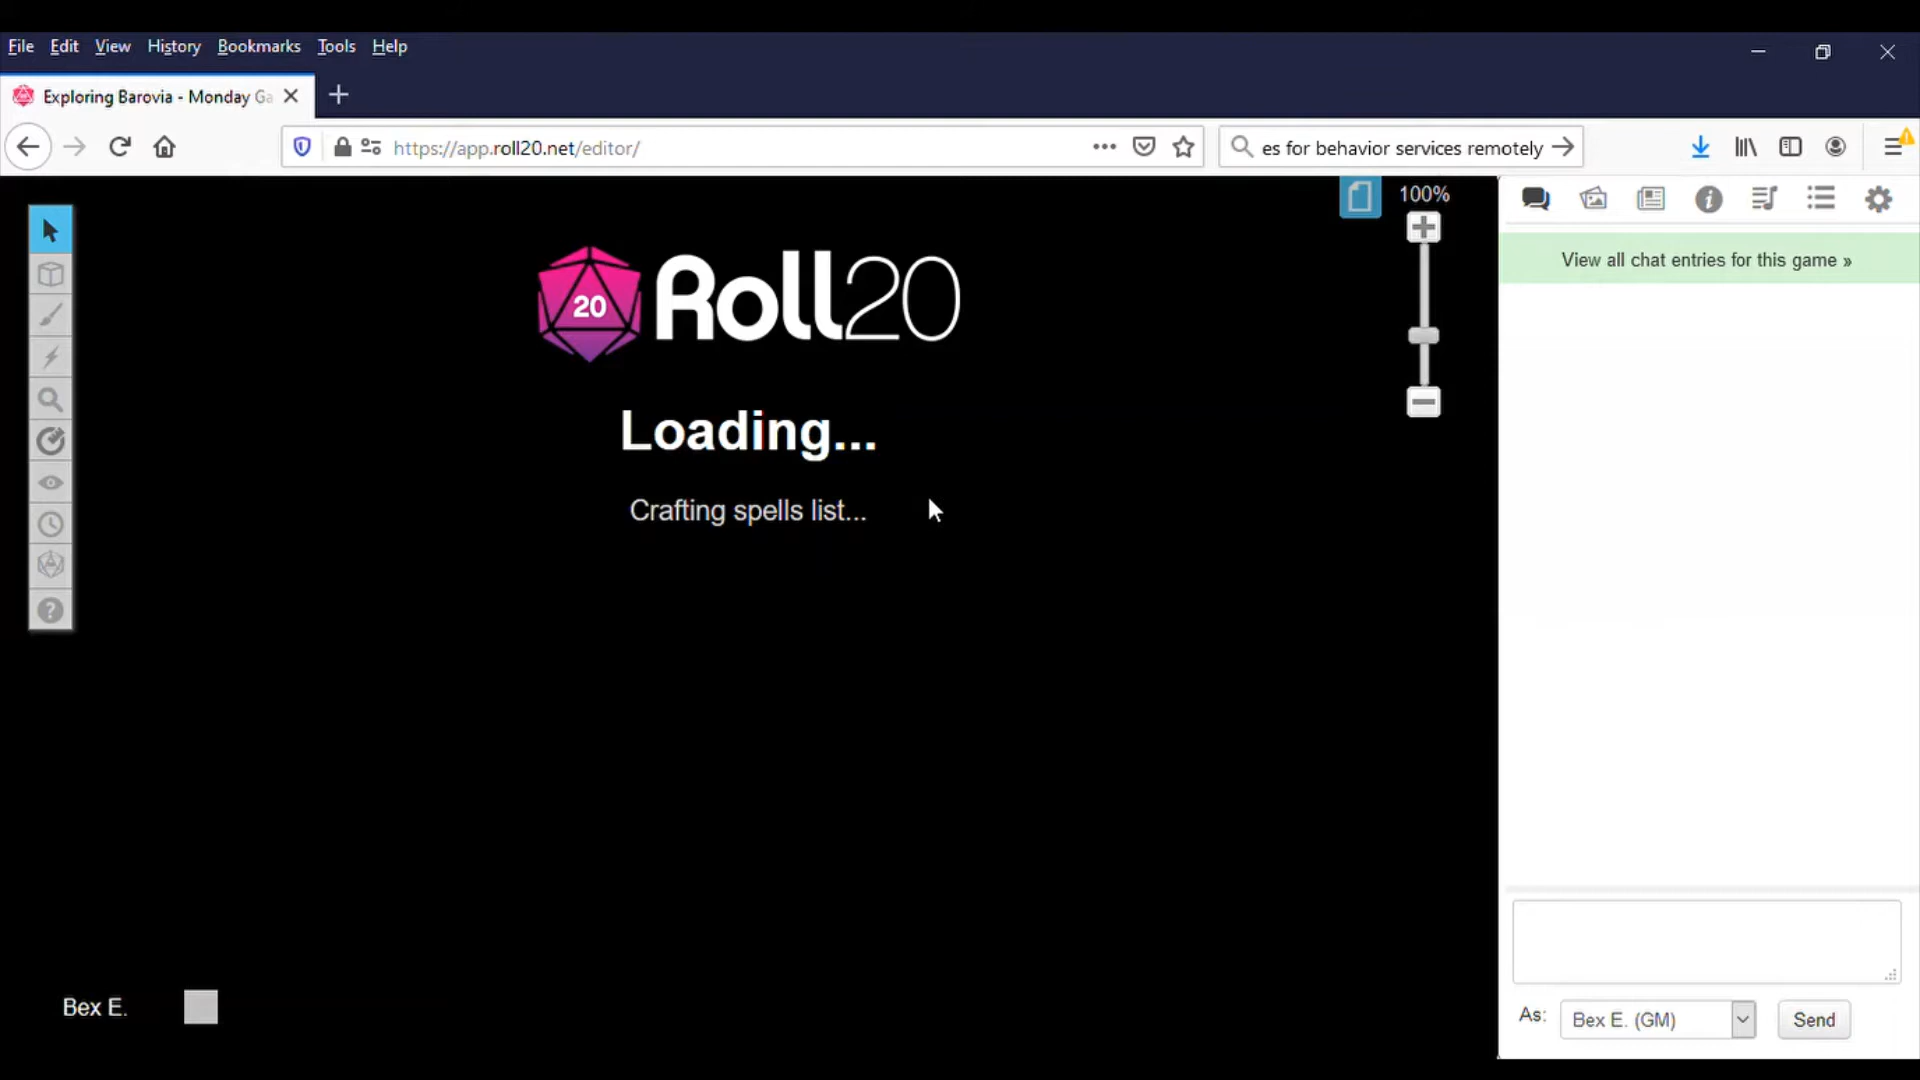 File Edit View History Bookmarks Tools Help
Exploring Barovia - Monday Ga
https://app.roll20.net/editor/
es for behavior services remotely
100%
20 Roll20
View all chat entries for this game »
Loading...
Crafting spells list...
Bex E.
As: Bex E. (GM) Send